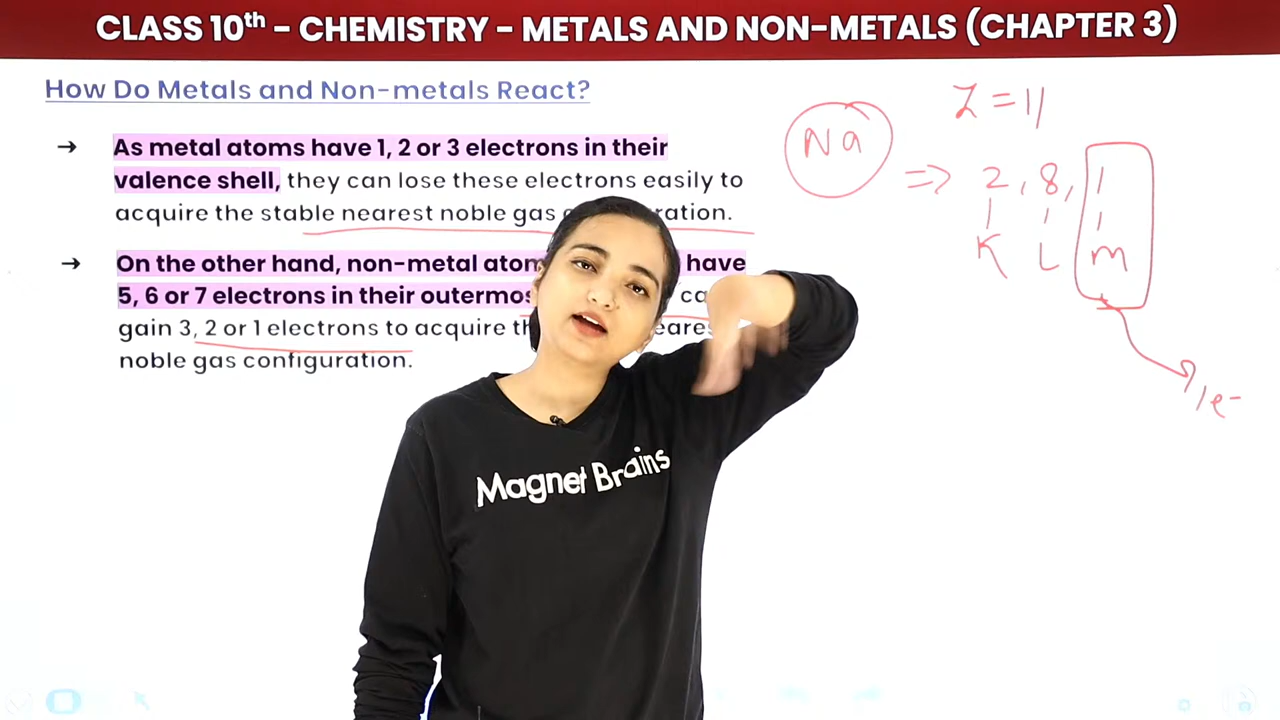 CLASS 10th - CHEMISTRY - METALS AND NON-METALS (CHAPTER 3)
How Do Metals and Non-metals React?
→ As metal atoms have 1, 2 or 3 electrons in their
valence shell, they can lose these electrons easily to
acquire the stable nearest noble gas ration.
→ On the other hand, non-metal atom have
5, 6 or 7 electrons in their outermos ca
gain 3, 2 or 1 electrons to acquire th eares
noble gas configuration.
Z = 11
Na
⇒ 2, 8, 1
K L M
1e-
Magnet Brains